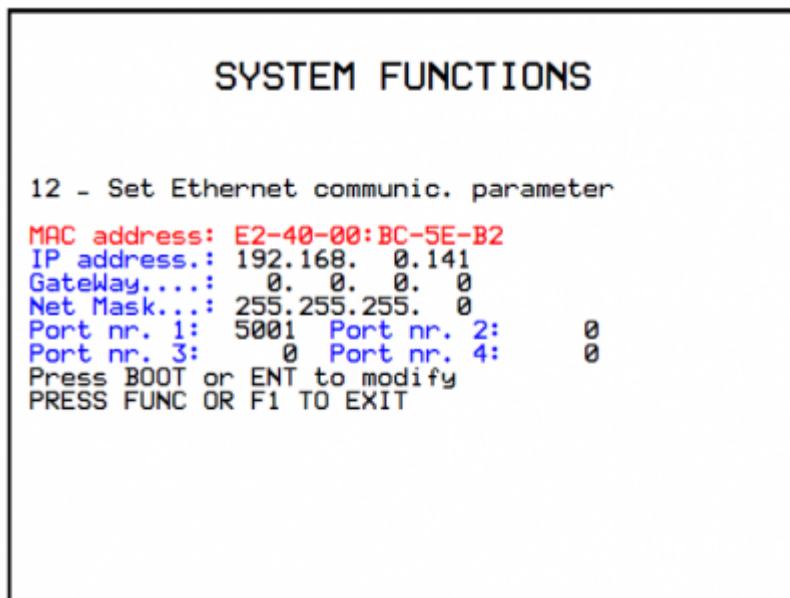 SYSTEM FUNCTIONS
12 - Set Ethernet communic. parameter
MAC address: E2-40-00:BC-5E-B2
IP address.: 192.168.  0.141
GateWay....:   0.  0.  0.  0
Net Mask...: 255.255.255.  0
Port nr. 1:  5001  Port nr. 2:     0
Port nr. 3:     0  Port nr. 4:     0
Press BOOT or ENT to modify
PRESS FUNC OR F1 TO EXIT